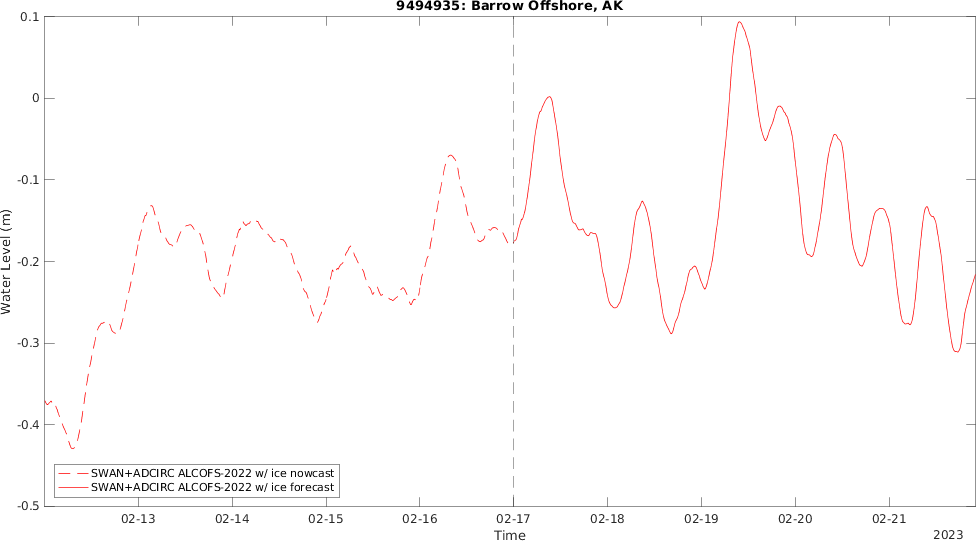 9494935: Barrow Offshore, AK
0.1
0
-0.1
-0.2
-0.3
-0.4
-0.5
Water Level (m)
SWAN+ADCIRC ALCOFS-2022 w/ ice nowcast
SWAN+ADCIRC ALCOFS-2022 w/ ice forecast
02-13 02-14 02-15 02-16 02-17 02-18 02-19 02-20 02-21
Time
2023